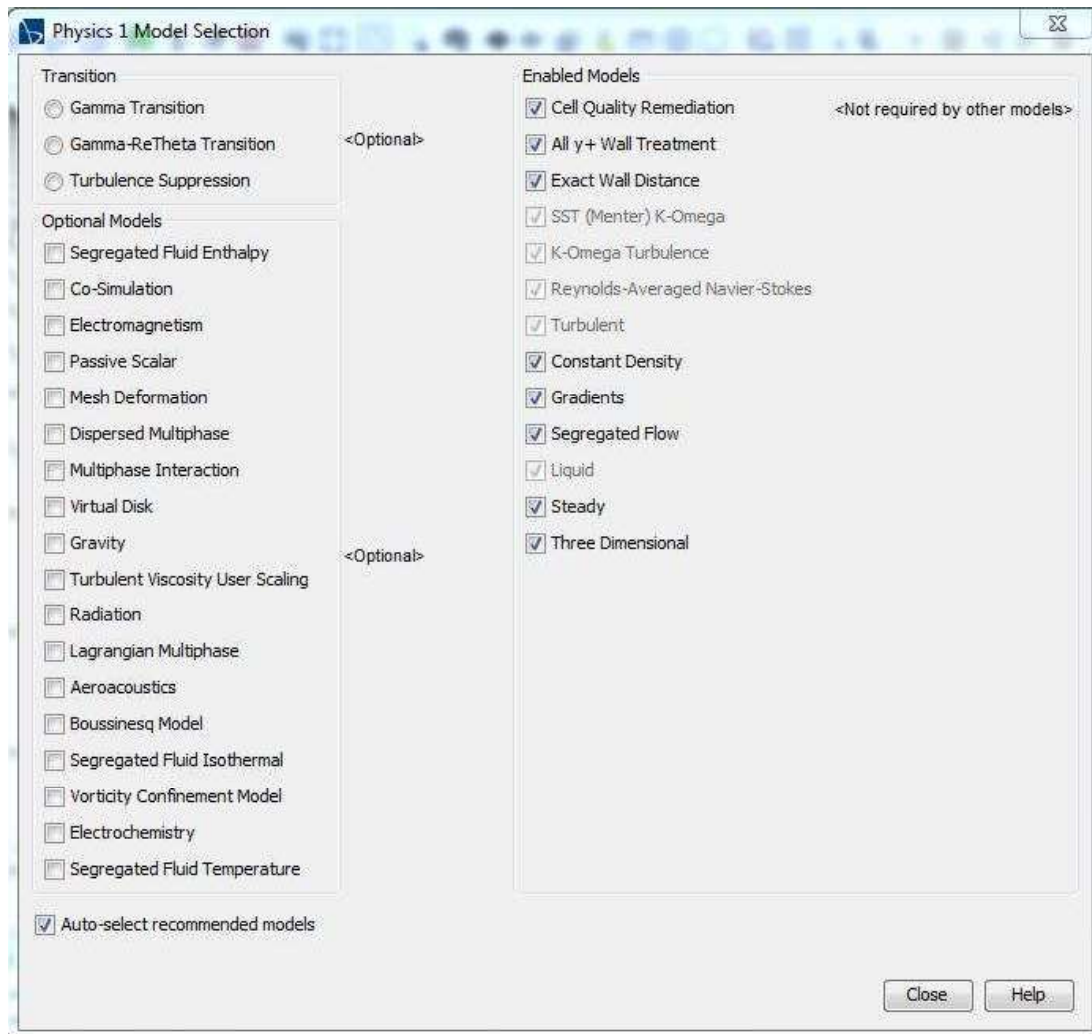 Physics 1 Model Selection
Transition
Gamma Transition
Gamma-ReTheta Transition
<Optional>
Turbulence Suppression
Optional Models
Segregated Fluid Enthalpy
Co-Simulation
Electromagnetism
Passive Scalar
Mesh Deformation
Dispersed Multiphase
Multiphase Interaction
Virtual Disk
Gravity
<Optional>
Turbulent Viscosity User Scaling
Radiation
Lagrangian Multiphase
Aeroacoustics
Boussinesq Model
Segregated Fluid Isothermal
Vorticity Confinement Model
Electrochemistry
Segregated Fluid Temperature
Auto-select recommended models
Enabled Models
Cell Quality Remediation <Not required by other models>
All y+ Wall Treatment
Exact Wall Distance
SST (Menter) K-Omega
K-Omega Turbulence
Reynolds-Averaged Navier-Stokes
Turbulent
Constant Density
Gradients
Segregated Flow
Liquid
Steady
Three Dimensional
Close Help